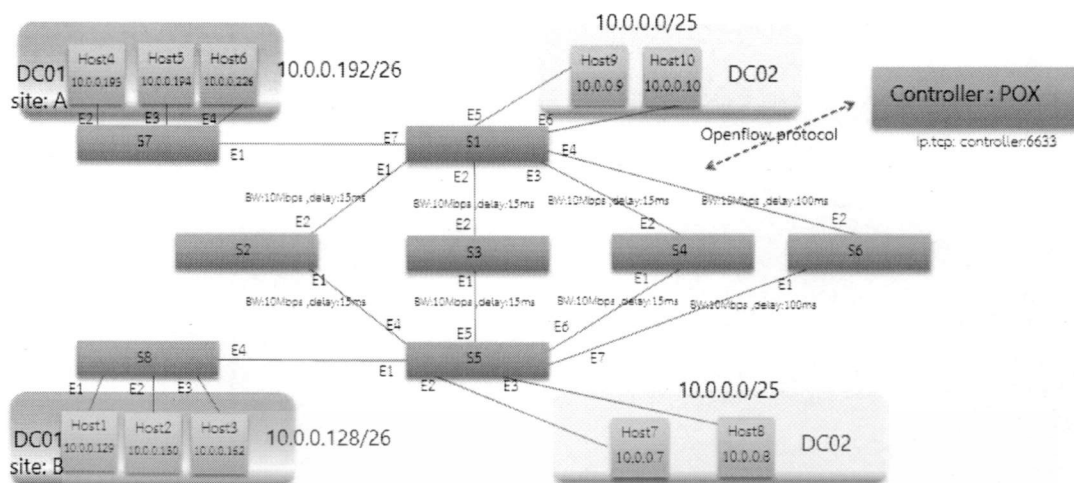 10.0.0.0/25
DC01
site: A
Host4
10.0.0.193
Host5
10.0.0.194
Host6
10.0.0.226
10.0.0.192/26
Host9
10.0.0.9
Host10
10.0.0.10
DC02
Controller : POX
ip.tcp: controller:6633
Openflow protocol
E2
E3
E4
S7
E1
E5
E6
E7
S1
E4
E1
E2
E3
BW:10Mbps ,delay:15ms
BW:10Mbps ,delay:15ms
BW:10Mbps ,delay:15ms
BW:10Mbps ,delay:100ms
E2
E2
E2
E2
S2
S3
S4
S6
E1
E1
E1
E1
BW:10Mbps ,delay:15ms
BW:10Mbps ,delay:15ms
BW:10Mbps ,delay:15ms
BW:10Mbps ,delay:100ms
E4
E5
E6
E7
S8
E4
E1
S5
E1
E2
E3
E2
E3
10.0.0.0/25
DC01
site: B
Host1
10.0.0.129
Host2
10.0.0.130
Host3
10.0.0.162
10.0.0.128/26
Host7
10.0.0.7
Host8
10.0.0.8
DC02